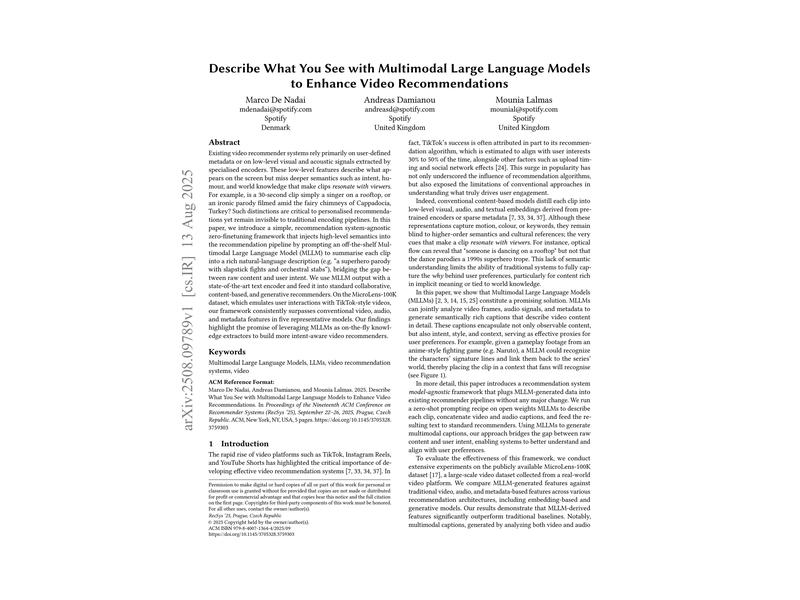 arXiv:2508.09789v1 [cs.IR] 13 Aug 2025
Describe What You See with Multimodal Large Language Models
to Enhance Video Recommendations
Marco De Nadai
mdenadai@spotify.com
Spotify
Denmark
Andreas Damianou
andreasd@spotify.com
Spotify
United Kingdom
Mounia Lalmas
mounial@spotify.com
Spotify
United Kingdom
Abstract
Existing video recommender systems rely primarily on user-defined
metadata or on low-level visual and acoustic signals extracted by
specialised encoders. These low-level features describe what ap-
pears on the screen but miss deeper semantics such as intent, hu-
mour, and world knowledge that make clips resonate with viewers.
For example, is a 30-second clip simply a singer on a rooftop, or
an ironic parody filmed amid the fairy chimneys of Cappadocia,
Turkey? Such distinctions are critical to personalised recommenda-
tions yet remain invisible to traditional encoding pipelines. In this
paper, we introduce a simple, recommendation system-agnostic
zero-finetuning framework that injects high-level semantics into
the recommendation pipeline by prompting an off-the-shelf Mul-
timodal Large Language Model (MLLM) to summarise each clip
into a rich natural-language description (e.g. "a superhero parody
with slapstick fights and orchestral stabs"), bridging the gap be-
tween raw content and user intent. We use MLLM output with a
state-of-the-art text encoder and feed it into standard collaborative,
content-based, and generative recommenders. On the MicroLens-100K
dataset, which emulates user interactions with TikTok-style videos,
our framework consistently surpasses conventional video, audio,
and metadata features in five representative models. Our findings
highlight the promise of leveraging MLLMs as on-the-fly knowl-
edge extractors to build more intent-aware video recommenders.
Keywords
Multimodal Large Language Models, LLMs, video recommendation
systems, video
ACM Reference Format:
Marco De Nadai, Andreas Damianou, and Mounia Lalmas. 2025. Describe
What You See with Multimodal Large Language Models to Enhance Video
Recommendations. In Proceedings of the Nineteenth ACM Conference on
Recommender Systems (RecSys '25), September 22–26, 2025, Prague, Czech
Republic. ACM, New York, NY, USA, 5 pages. https://doi.org/10.1145/3705328.
3759303
1 Introduction
The rapid rise of video platforms such as TikTok, Instagram Reels,
and YouTube Shorts has highlighted the critical importance of de-
veloping effective video recommendation systems [7, 33, 34, 37]. In
Permission to make digital or hard copies of all or part of this work for personal or
classroom use is granted without fee provided that copies are not made or distributed
for profit or commercial advantage and that copies bear this notice and the full citation
on the first page. Copyrights for third-party components of this work must be honored.
For all other uses, contact the owner/author(s).
RecSys '25, Prague, Czech Republic
© 2025 Copyright held by the owner/author(s).
ACM ISBN 979-8-4007-1364-4/2025/09
https://doi.org/10.1145/3705328.3759303
fact, TikTok's success is often attributed in part to its recommen-
dation algorithm, which is estimated to align with user interests
30% to 50% of the time, alongside other factors such as upload tim-
ing and social network effects [24]. This surge in popularity has
not only underscored the influence of recommendation algorithms,
but also exposed the limitations of conventional approaches in
understanding what truly drives user engagement.
Indeed, conventional content-based models distill each clip into
low-level visual, audio, and textual embeddings derived from pre-
trained encoders or sparse metadata [7, 33, 34, 37]. Although these
representations capture motion, colour, or keywords, they remain
blind to higher-order semantics and cultural references; the very
cues that make a clip resonate with viewers. For instance, optical
flow can reveal that "someone is dancing on a rooftop" but not that
the dance parodies a 1990s superhero trope. This lack of semantic
understanding limits the ability of traditional systems to fully cap-
ture the why behind user preferences, particularly for content rich
in implicit meaning or tied to world knowledge.
In this paper, we show that Multimodal Large Language Models
(MLLMs) [2, 3, 14, 15, 25] constitute a promising solution. MLLMs
can jointly analyze video frames, audio signals, and metadata to
generate semantically rich captions that describe video content
in detail. These captions encapsulate not only observable content,
but also intent, style, and context, serving as effective proxies for
user preferences. For example, given a gameplay footage from an
anime-style fighting game (e.g. Naruto), a MLLM could recognize
the characters' signature lines and link them back to the series'
world, thereby placing the clip in a context that fans will recognise
(see Figure 1).
In more detail, this paper introduces a recommendation system
model-agnostic framework that plugs MLLM-generated data into
existing recommender pipelines without any major change. We run
a zero-shot prompting recipe on open weights MLLMs to describe
each clip, concatenate video and audio captions, and feed the re-
sulting text to standard recommenders. Using MLLMs to generate
multimodal captions, our approach bridges the gap between raw
content and user intent, enabling systems to better understand and
align with user preferences.
To evaluate the effectiveness of this framework, we conduct
extensive experiments on the publicly available MicroLens-100K
dataset [17], a large-scale video dataset collected from a real-world
video platform. We compare MLLM-generated features against
traditional video, audio, and metadata-based features across various
recommendation architectures, including embedding-based and
generative models. Our results demonstrate that MLLM-derived
features significantly outperform traditional baselines. Notably,
multimodal captions, generated by analyzing both video and audio